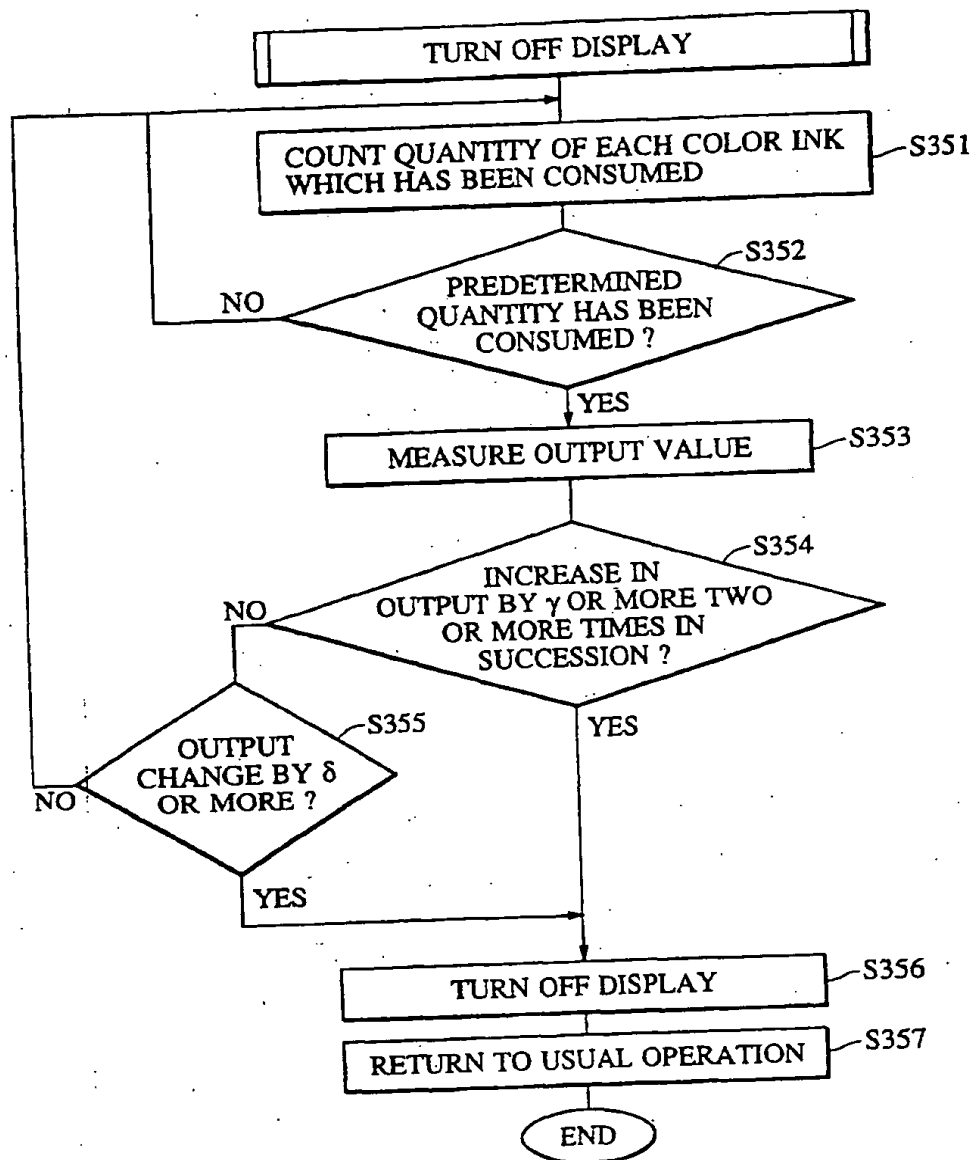 TURN OFF DISPLAY
COUNT QUANTITY OF EACH COLOR INK
WHICH HAS BEEN CONSUMED
S351
S352
PREDETERMINED
QUANTITY HAS BEEN
CONSUMED ?
NO
YES
MEASURE OUTPUT VALUE
S353
S354
INCREASE IN
OUTPUT BY γ OR MORE TWO
OR MORE TIMES IN
SUCCESSION ?
NO
YES
S355
OUTPUT
CHANGE BY δ
OR MORE ?
NO
YES
TURN OFF DISPLAY
S356
RETURN TO USUAL OPERATION
S357
END